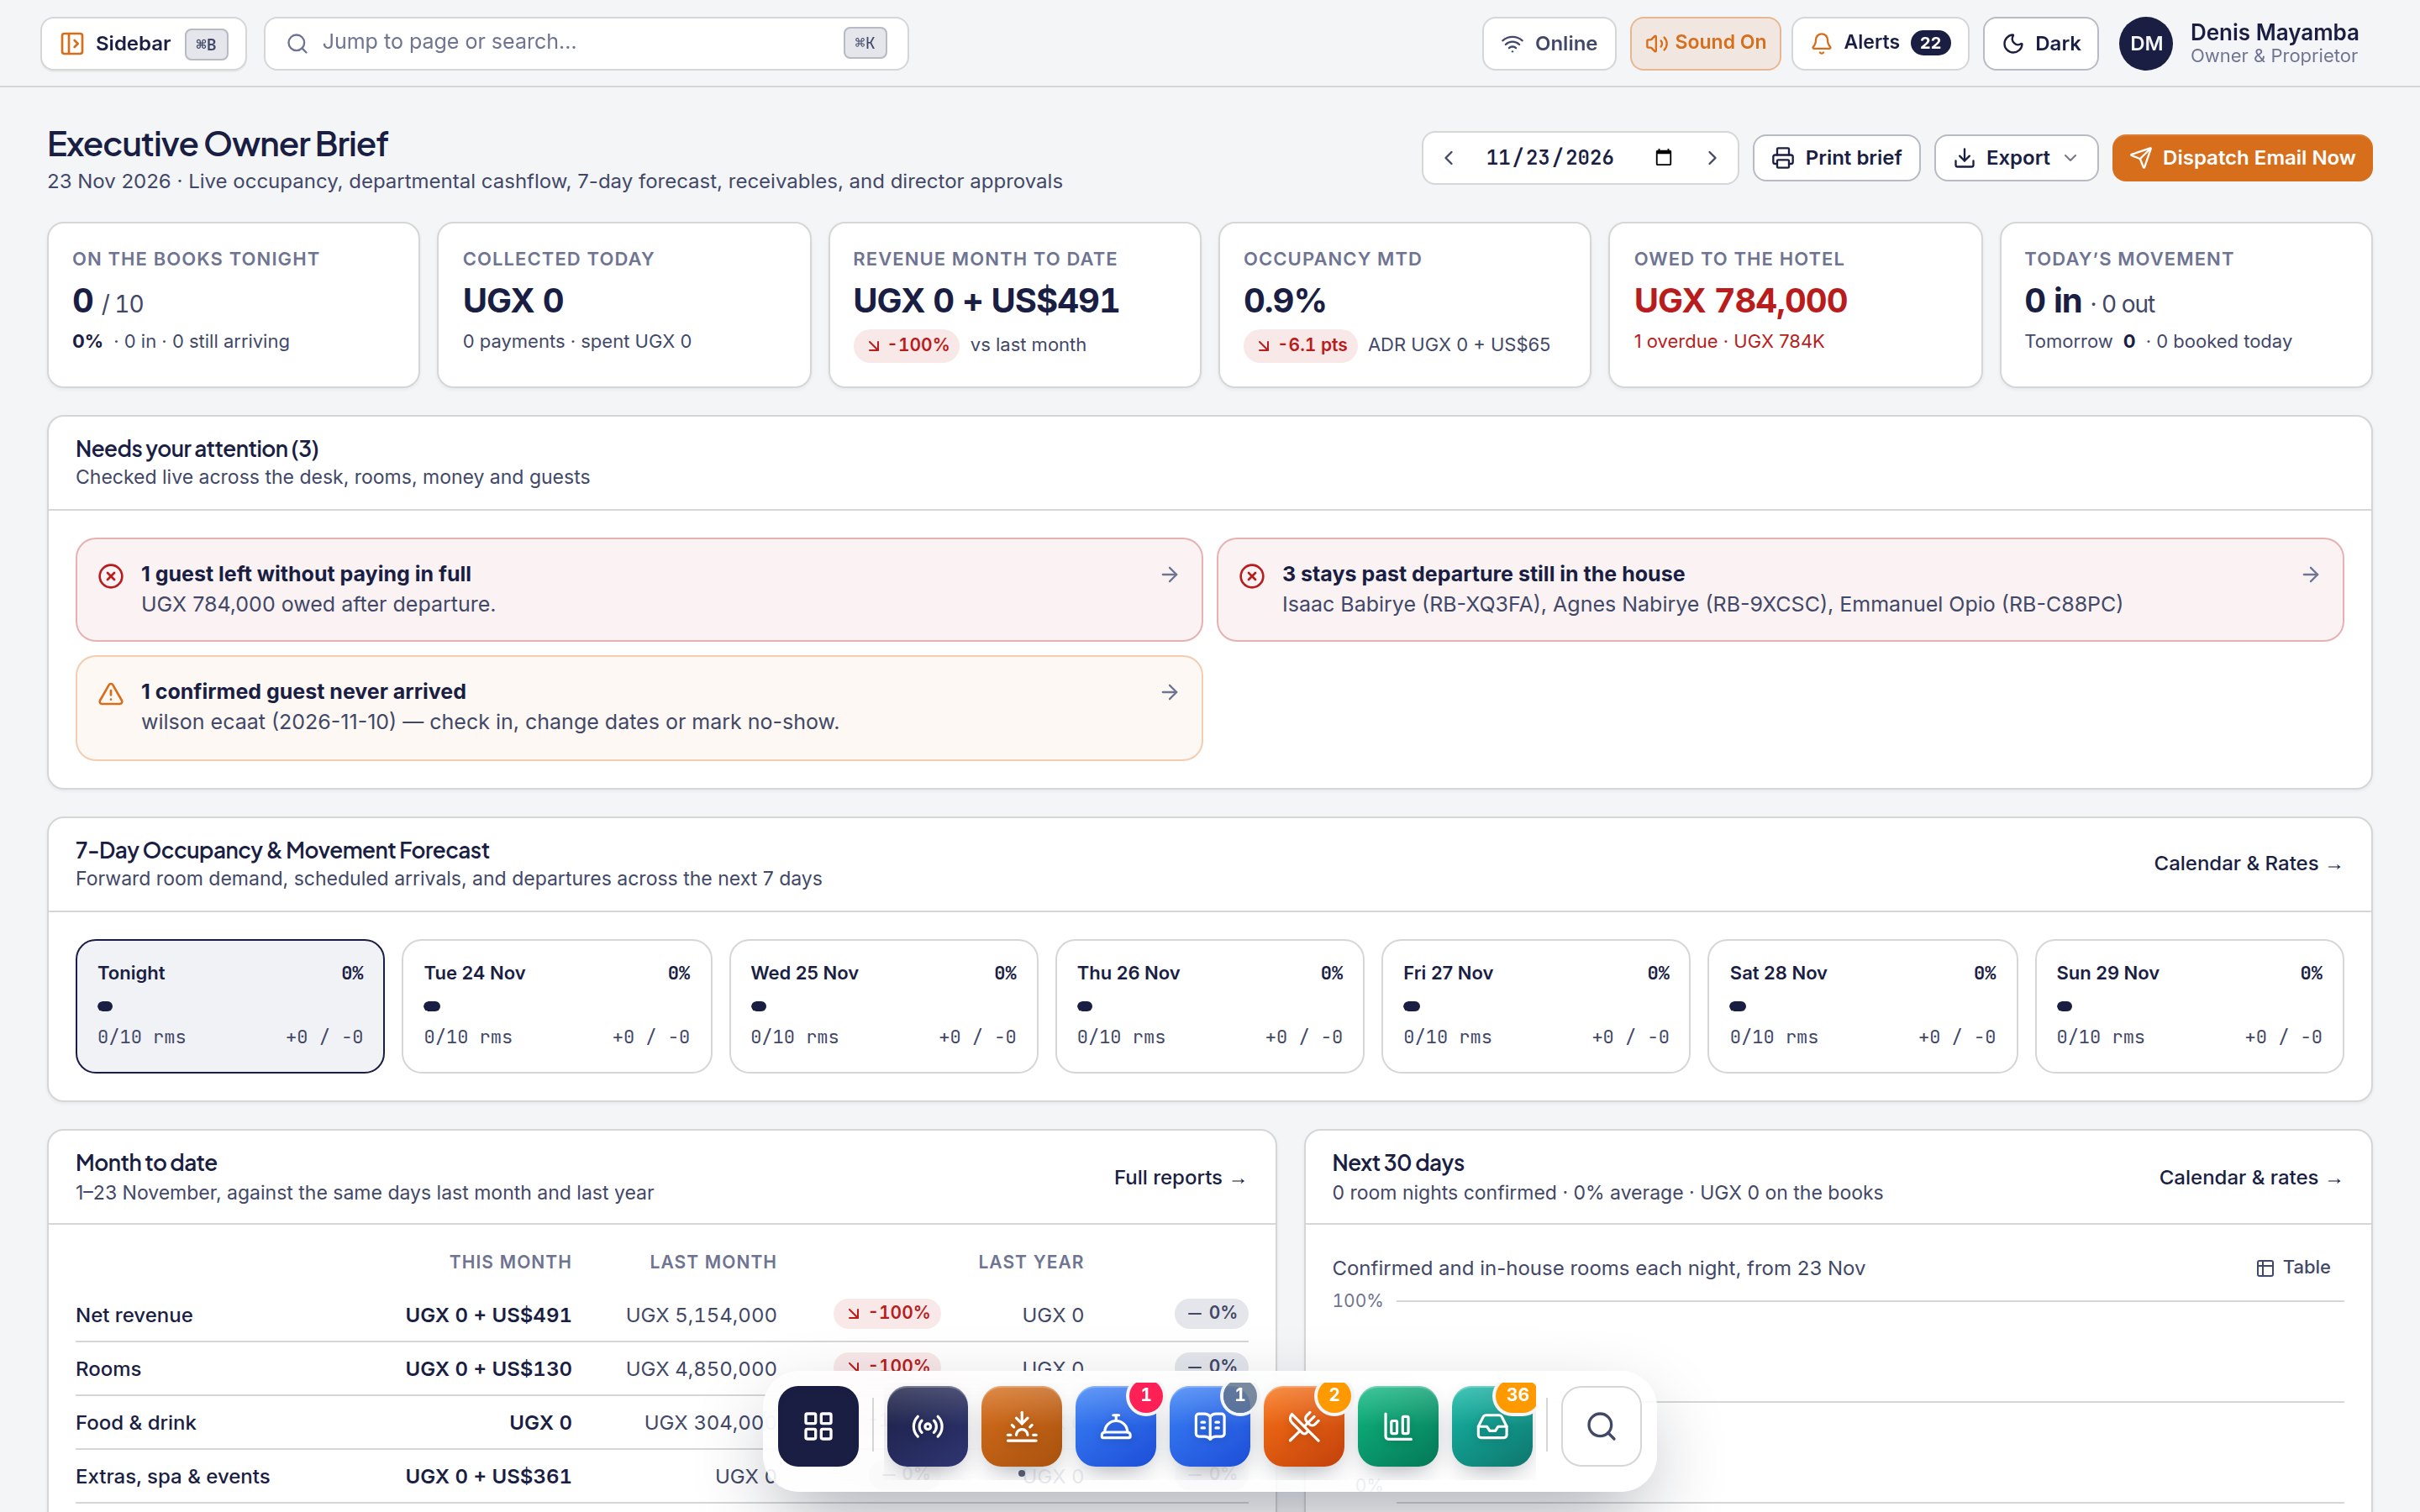 Sidebar ⌘B
Jump to page or search... ⌘K
Online
Sound On
Alerts 22
Dark
DM
Denis Mayamba
Owner & Proprietor
Executive Owner Brief
23 Nov 2026 · Live occupancy, departmental cashflow, 7-day forecast, receivables, and director approvals
11/23/2026
Print brief
Export
Dispatch Email Now
ON THE BOOKS TONIGHT
0 / 10
0% · 0 in · 0 still arriving
COLLECTED TODAY
UGX 0
0 payments · spent UGX 0
REVENUE MONTH TO DATE
UGX 0 + US$491
-100% vs last month
OCCUPANCY MTD
0.9%
-6.1 pts ADR UGX 0 + US$65
OWED TO THE HOTEL
UGX 784,000
1 overdue · UGX 784K
TODAY'S MOVEMENT
0 in · 0 out
Tomorrow 0 · 0 booked today
Needs your attention (3)
Checked live across the desk, rooms, money and guests
1 guest left without paying in full
UGX 784,000 owed after departure.
3 stays past departure still in the house
Isaac Babirye (RB-XQ3FA), Agnes Nabirye (RB-9XCSC), Emmanuel Opio (RB-C88PC)
1 confirmed guest never arrived
wilson ecaat (2026-11-10) — check in, change dates or mark no-show.
7-Day Occupancy & Movement Forecast
Forward room demand, scheduled arrivals, and departures across the next 7 days
Calendar & Rates →
Tonight 0%
0/10 rms +0 / -0
Tue 24 Nov 0%
0/10 rms +0 / -0
Wed 25 Nov 0%
0/10 rms +0 / -0
Thu 26 Nov 0%
0/10 rms +0 / -0
Fri 27 Nov 0%
0/10 rms +0 / -0
Sat 28 Nov 0%
0/10 rms +0 / -0
Sun 29 Nov 0%
0/10 rms +0 / -0
Month to date
1–23 November, against the same days last month and last year
Full reports →
THIS MONTH LAST MONTH LAST YEAR
Net revenue UGX 0 + US$491 UGX 5,154,000 -100% UGX 0 — 0%
Rooms UGX 0 + US$130 UGX 4,850,000 -100% UGX 0 — 0%
Food & drink UGX 0 UGX 304,00
Extras, spa & events UGX 0 + US$361 UGX 0 — 0% UGX 0 — 0%
Next 30 days
0 room nights confirmed · 0% average · UGX 0 on the books
Calendar & rates →
Confirmed and in-house rooms each night, from 23 Nov
Table
100%
0%
1
1
2
36